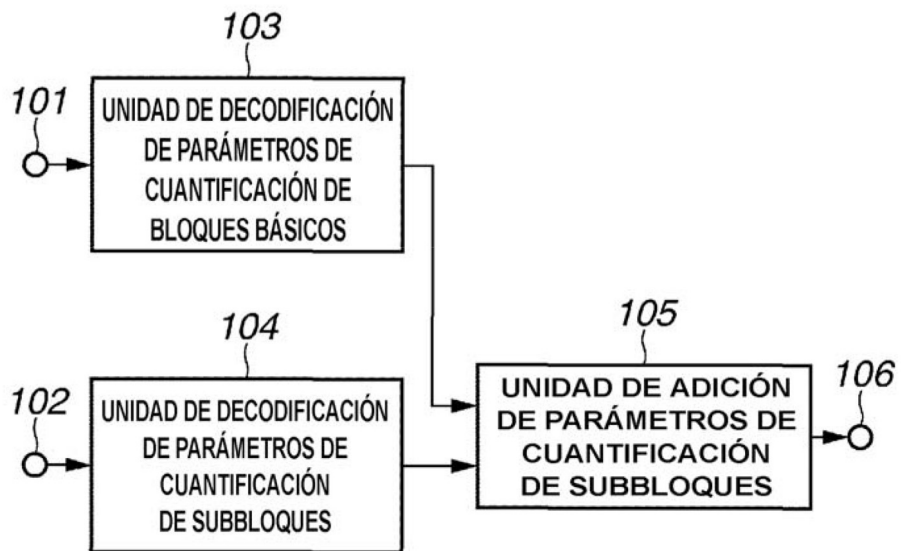 103
101
UNIDAD DE DECODIFICACIÓN
DE PARÁMETROS DE
CUANTIFICACIÓN DE
BLOQUES BÁSICOS
104
102
UNIDAD DE DECODIFICACIÓN
DE PARÁMETROS DE
CUANTIFICACIÓN
DE SUBBLOQUES
105
106
UNIDAD DE ADICIÓN
DE PARÁMETROS DE
CUANTIFICACIÓN
DE SUBBLOQUES